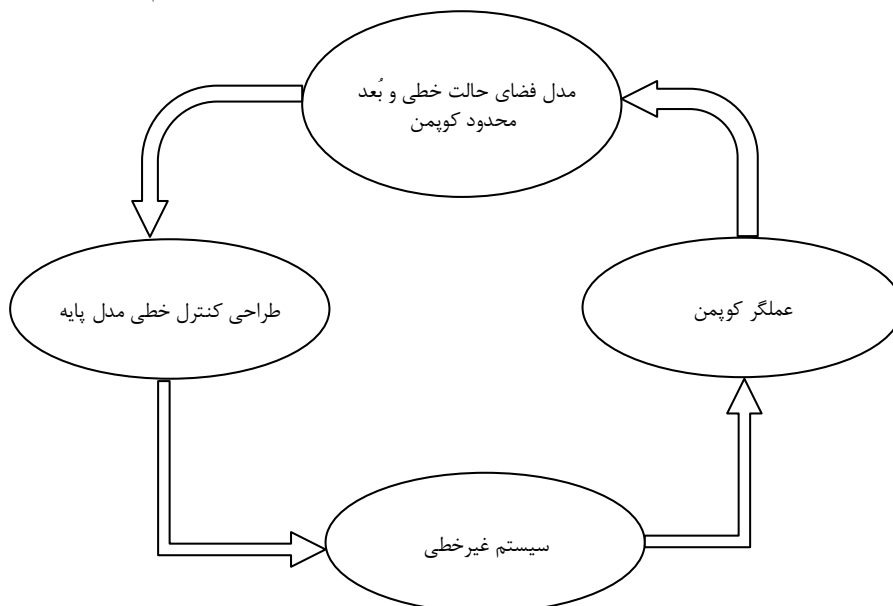 مدل فضای حالت خطی و بُعد
محدود کوپمن
عملگر کوپمن
طراحی کنترل خطی مدل پایه
سیستم غیرخطی